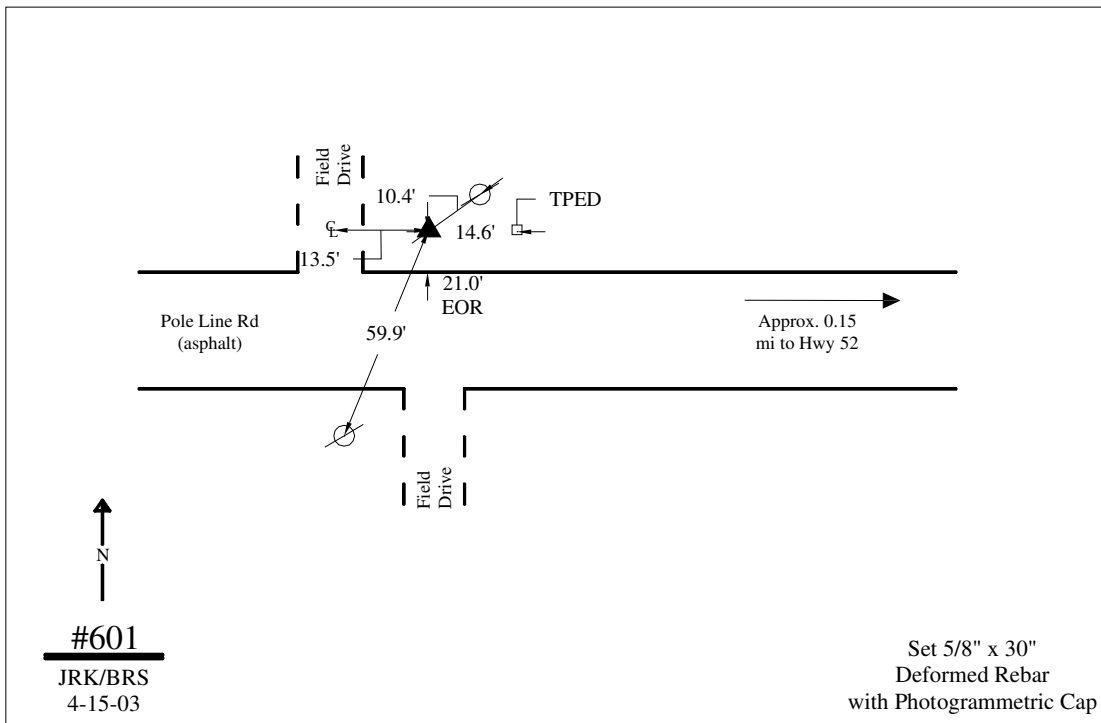 Field
Drive
10.4'
TPED
℄
14.6'
13.5'
21.0'
EOR
Pole Line Rd
(asphalt)
59.9'
Approx. 0.15
mi to Hwy 52
Field
Drive
N
#601
JRK/BRS
4-15-03
Set 5/8" x 30"
Deformed Rebar
with Photogrammetric Cap